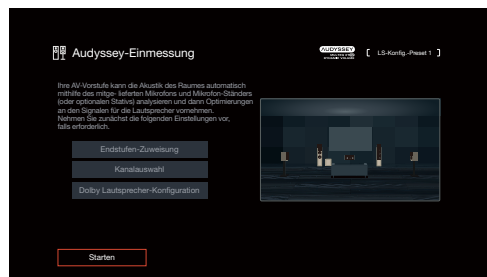 Audyssey-Einmessung
AUDYSSEY
[ LS-Konfig.-Preset 1 ]
Ihre AV-Vorstufe kann die Akustik des Raumes automatisch
mithilfe des mitge- lieferten Mikrofons und Mikrofon-Ständers
(oder optionalen Stativs) analysieren und dann Optimierungen
an den Signalen für die Lautsprecher vornehmen.
Nehmen Sie zunächst die folgenden Einstellungen vor,
falls erforderlich.
Endstufen-Zuweisung
Kanalauswahl
Dolby Lautsprecher-Konfiguration
Starten